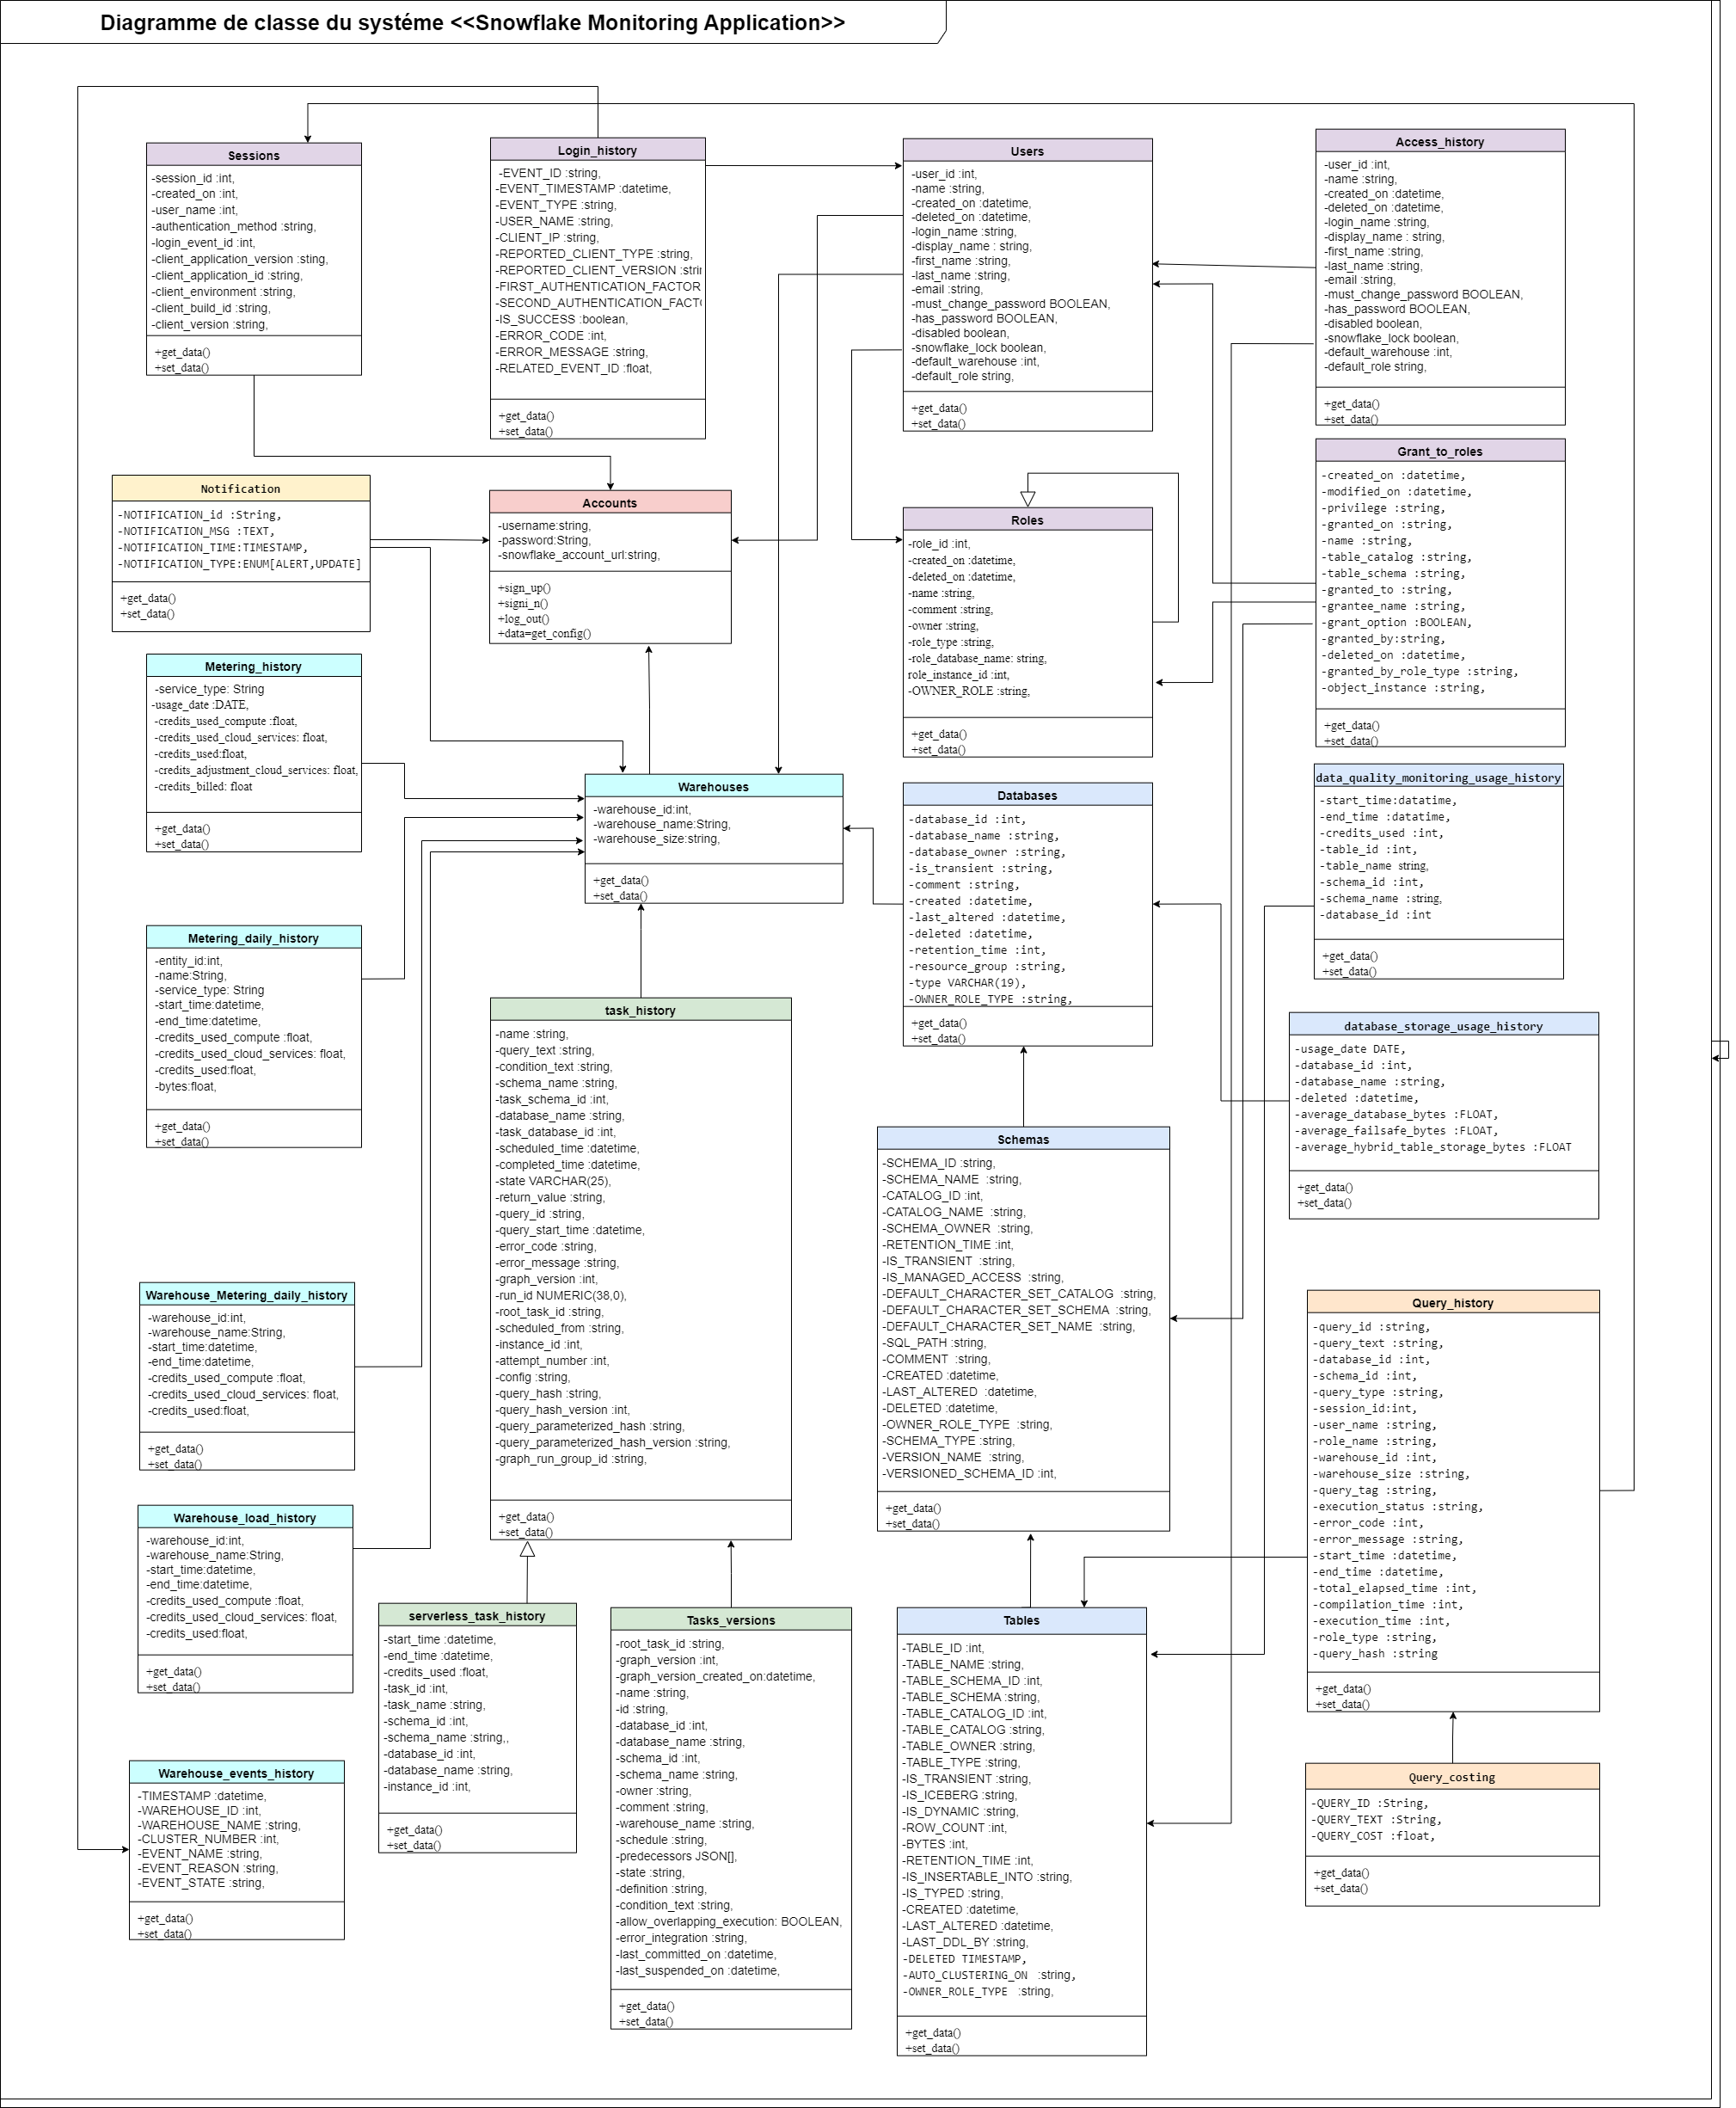 Diagramme de classe du systéme <<Snowflake Monitoring Application>>
Sessions
-session_id :int,
-created_on :int,
-user_name :int,
-authentication_method :string,
-login_event_id :int,
-client_application_version :sting,
-client_application_id :string,
-client_environment :string,
-client_build_id :string,
-client_version :string,
+get_data()
+set_data()
Login_history
-EVENT_ID :string,
-EVENT_TIMESTAMP :datetime,
-EVENT_TYPE :string,
-USER_NAME :string,
-CLIENT_IP :string,
-REPORTED_CLIENT_TYPE :string,
-REPORTED_CLIENT_VERSION :strin
-FIRST_AUTHENTICATION_FACTOR
-SECOND_AUTHENTICATION_FACT
-IS_SUCCESS :boolean,
-ERROR_CODE :int,
-ERROR_MESSAGE :string,
-RELATED_EVENT_ID :float,
+get_data()
+set_data()
Users
-user_id :int,
-name :string,
-created_on :datetime,
-deleted_on :datetime,
-login_name :string,
-display_name : string,
-first_name :string,
-last_name :string,
-email :string,
-must_change_password BOOLEAN,
-has_password BOOLEAN,
-disabled boolean,
-snowflake_lock boolean,
-default_warehouse :int,
-default_role string,
+get_data()
+set_data()
Access_history
-user_id :int,
-name :string,
-created_on :datetime,
-deleted_on :datetime,
-login_name :string,
-display_name : string,
-first_name :string,
-last_name :string,
-email :string,
-must_change_password BOOLEAN,
-has_password BOOLEAN,
-disabled boolean,
-snowflake_lock boolean,
-default_warehouse :int,
-default_role string,
+get_data()
+set_data()
Notification
-NOTIFICATION_id :String,
-NOTIFICATION_MSG :TEXT,
-NOTIFICATION_TIME:TIMESTAMP,
-NOTIFICATION_TYPE:ENUM[ALERT,UPDATE]
+get_data()
+set_data()
Accounts
-username:string,
-password:String,
-snowflake_account_url:string,
+sign_up()
+signi_n()
+log_out()
+data=get_config()
Roles
-role_id :int,
-created_on :datetime,
-deleted_on :datetime,
-name :string,
-comment :string,
-owner :string,
-role_type :string,
-role_database_name: string,
role_instance_id :int,
-OWNER_ROLE :string,
+get_data()
+set_data()
Grant_to_roles
-created_on :datetime,
-modified_on :datetime,
-privilege :string,
-granted_on :string,
-name :string,
-table_catalog :string,
-table_schema :string,
-granted_to :string,
-grantee_name :string,
-grant_option :BOOLEAN,
-granted_by:string,
-deleted_on :datetime,
-granted_by_role_type :string,
-object_instance :string,
+get_data()
+set_data()
Metering_history
-service_type: String
-usage_date :DATE,
-credits_used_compute :float,
-credits_used_cloud_services: float,
-credits_used:float,
-credits_adjustment_cloud_services: float,
-credits_billed: float
+get_data()
+set_data()
Warehouses
-warehouse_id:int,
-warehouse_name:String,
-warehouse_size:string,
+get_data()
+set_data()
Databases
-database_id :int,
-database_name :string,
-database_owner :string,
-is_transient :string,
-comment :string,
-created :datetime,
-last_altered :datetime,
-deleted :datetime,
-retention_time :int,
-resource_group :string,
-type VARCHAR(19),
-OWNER_ROLE_TYPE :string,
+get_data()
+set_data()
data_quality_monitoring_usage_history
-start_time:datatime,
-end_time :datatime,
-credits_used :int,
-table_id :int,
-table_name string,
-schema_id :int,
-schema_name :string,
-database_id :int
+get_data()
+set_data()
Metering_daily_history
-entity_id:int,
-name:String,
-service_type: String
-start_time:datetime,
-end_time:datetime,
-credits_used_compute :float,
-credits_used_cloud_services: float,
-credits_used:float,
-bytes:float,
+get_data()
+set_data()
task_history
-name :string,
-query_text :string,
-condition_text :string,
-schema_name :string,
-task_schema_id :int,
-database_name :string,
-task_database_id :int,
-scheduled_time :datetime,
-completed_time :datetime,
-state VARCHAR(25),
-return_value :string,
-query_id :string,
-query_start_time :datetime,
-error_code :string,
-error_message :string,
-graph_version :int,
-run_id NUMERIC(38,0),
-root_task_id :string,
-scheduled_from :string,
-instance_id :int,
-attempt_number :int,
-config :string,
-query_hash :string,
-query_hash_version :int,
-query_parameterized_hash :string,
-query_parameterized_hash_version :string,
-graph_run_group_id :string,
+get_data()
+set_data()
database_storage_usage_history
-usage_date DATE,
-database_id :int,
-database_name :string,
-deleted :datetime,
-average_database_bytes :FLOAT,
-average_failsafe_bytes :FLOAT,
-average_hybrid_table_storage_bytes :FLOAT
+get_data()
+set_data()
Schemas
-SCHEMA_ID :string,
-SCHEMA_NAME :string,
-CATALOG_ID :int,
-CATALOG_NAME :string,
-SCHEMA_OWNER :string,
-RETENTION_TIME :int,
-IS_TRANSIENT :string,
-IS_MANAGED_ACCESS :string,
-DEFAULT_CHARACTER_SET_CATALOG :string,
-DEFAULT_CHARACTER_SET_SCHEMA :string,
-DEFAULT_CHARACTER_SET_NAME :string,
-SQL_PATH :string,
-COMMENT :string,
-CREATED :datetime,
-LAST_ALTERED :datetime,
-DELETED :datetime,
-OWNER_ROLE_TYPE :string,
-SCHEMA_TYPE :string,
-VERSION_NAME :string,
-VERSIONED_SCHEMA_ID :int,
+get_data()
+set_data()
Warehouse_Metering_daily_history
-warehouse_id:int,
-warehouse_name:String,
-start_time:datetime,
-end_time:datetime,
-credits_used_compute :float,
-credits_used_cloud_services: float,
-credits_used:float,
+get_data()
+set_data()
Query_history
-query_id :string,
-query_text :string,
-database_id :int,
-schema_id :int,
-query_type :string,
-session_id:int,
-user_name :string,
-role_name :string,
-warehouse_id :int,
-warehouse_size :string,
-query_tag :string,
-execution_status :string,
-error_code :int,
-error_message :string,
-start_time :datetime,
-end_time :datetime,
-total_elapsed_time :int,
-compilation_time :int,
-execution_time :int,
-role_type :string,
-query_hash :string
+get_data()
+set_data()
Warehouse_load_history
-warehouse_id:int,
-warehouse_name:String,
-start_time:datetime,
-end_time:datetime,
-credits_used_compute :float,
-credits_used_cloud_services: float,
-credits_used:float,
+get_data()
+set_data()
serverless_task_history
-start_time :datetime,
-end_time :datetime,
-credits_used :float,
-task_id :int,
-task_name :string,
-schema_id :int,
-schema_name :string,,
-database_id :int,
-database_name :string,
-instance_id :int,
+get_data()
+set_data()
Tasks_versions
-root_task_id :string,
-graph_version :int,
-graph_version_created_on:datetime,
-name :string,
-id :string,
-database_id :int,
-database_name :string,
-schema_id :int,
-schema_name :string,
-owner :string,
-comment :string,
-warehouse_name :string,
-schedule :string,
-predecessors JSON[],
-state :string,
-definition :string,
-condition_text :string,
-allow_overlapping_execution: BOOLEAN,
-error_integration :string,
-last_committed_on :datetime,
-last_suspended_on :datetime,
+get_data()
+set_data()
Tables
-TABLE_ID :int,
-TABLE_NAME :string,
-TABLE_SCHEMA_ID :int,
-TABLE_SCHEMA :string,
-TABLE_CATALOG_ID :int,
-TABLE_CATALOG :string,
-TABLE_OWNER :string,
-TABLE_TYPE :string,
-IS_TRANSIENT :string,
-IS_ICEBERG :string,
-IS_DYNAMIC :string,
-ROW_COUNT :int,
-BYTES :int,
-RETENTION_TIME :int,
-IS_INSERTABLE_INTO :string,
-IS_TYPED :string,
-CREATED :datetime,
-LAST_ALTERED :datetime,
-LAST_DDL_BY :string,
-DELETED TIMESTAMP,
-AUTO_CLUSTERING_ON :string,
-OWNER_ROLE_TYPE :string,
+get_data()
+set_data()
Warehouse_events_history
-TIMESTAMP :datetime,
-WAREHOUSE_ID :int,
-WAREHOUSE_NAME :string,
-CLUSTER_NUMBER :int,
-EVENT_NAME :string,
-EVENT_REASON :string,
-EVENT_STATE :string,
+get_data()
+set_data()
Query_costing
-QUERY_ID :String,
-QUERY_TEXT :String,
-QUERY_COST :float,
+get_data()
+set_data()